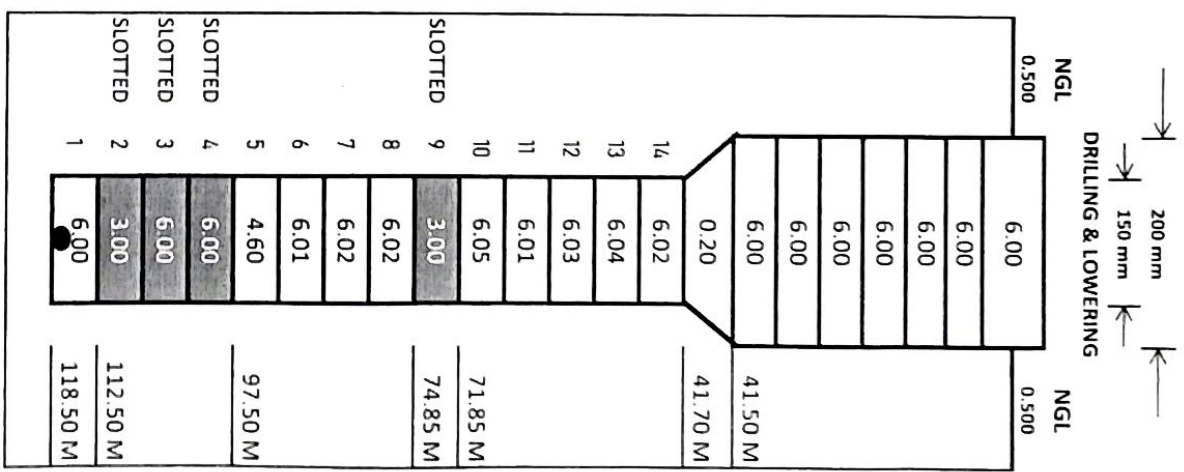 200 mm
150 mm
DRILLING & LOWERING
NGL
NGL
0.500
0.500
6.00
6.00
6.00
6.00
6.00
6.00
6.00 41.50 M
0.20 41.70 M
14 6.02
13 6.04
12 6.03
11 6.01
10 6.05 71.85 M
SLOTTED 9 3.00 74.85 M
8 6.02
7 6.02
6 6.01
5 4.60 97.50 M
SLOTTED 4 6.00
SLOTTED 3 6.00
SLOTTED 2 3.00 112.50 M
1 6.00 118.50 M